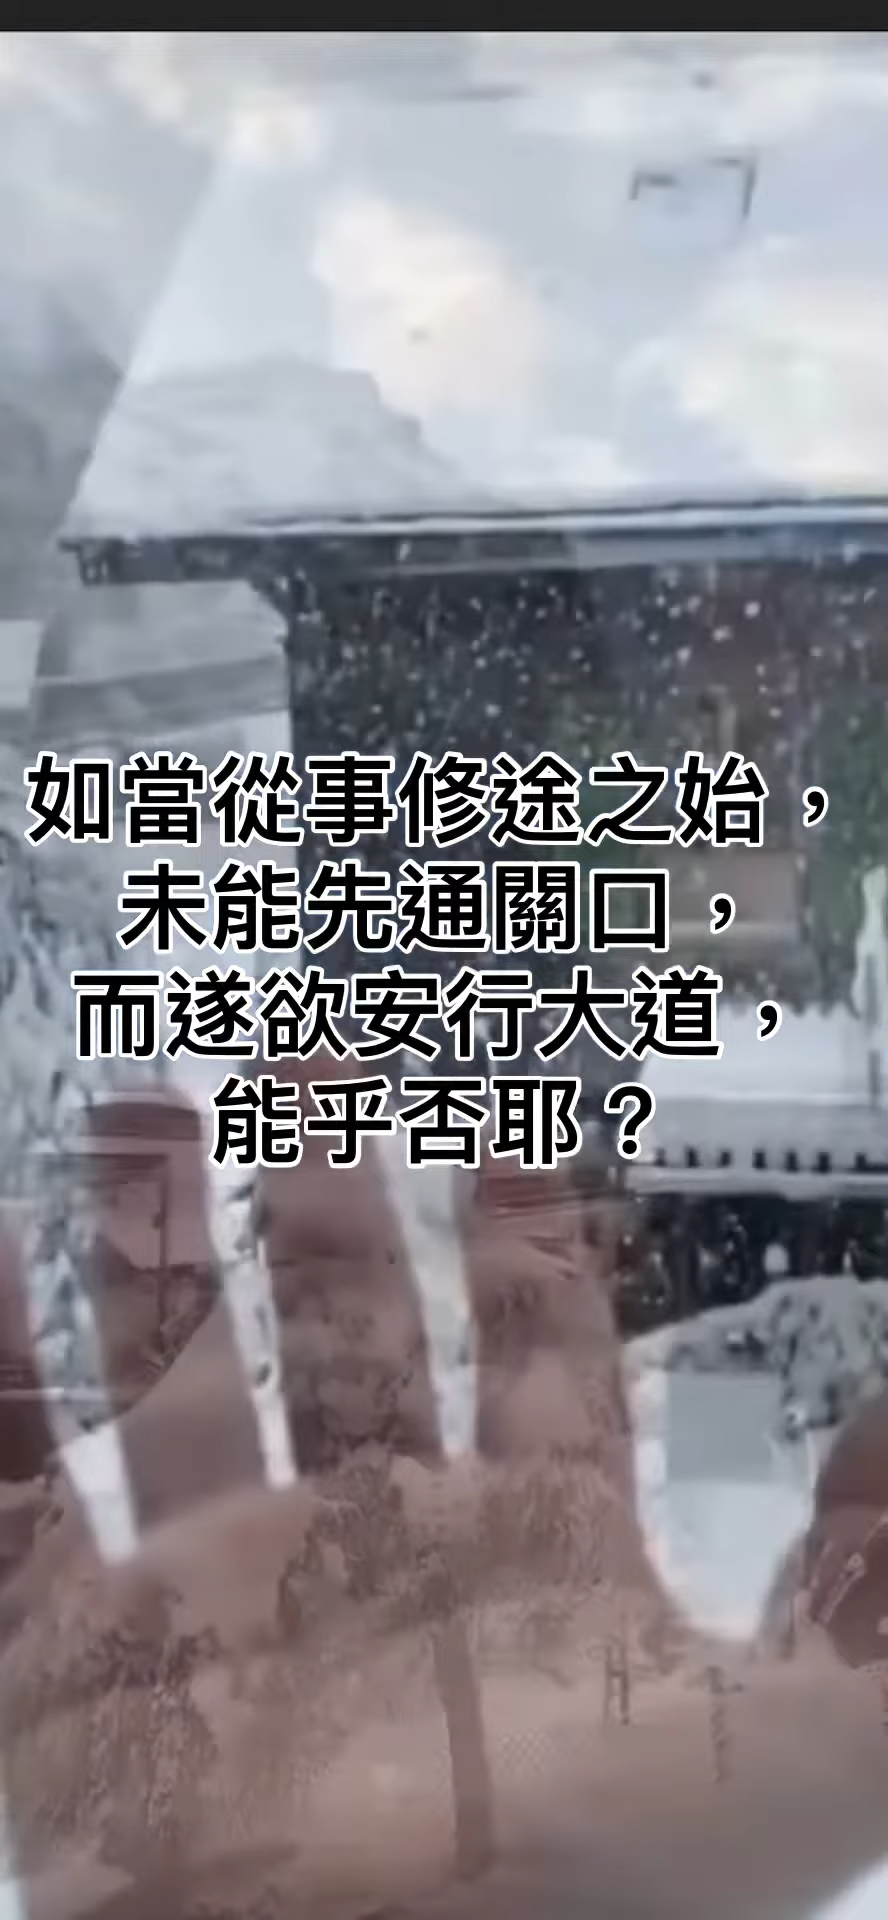 如當從事修途之始，
未能先通關口，
而遂欲安行大道，
能乎否耶？